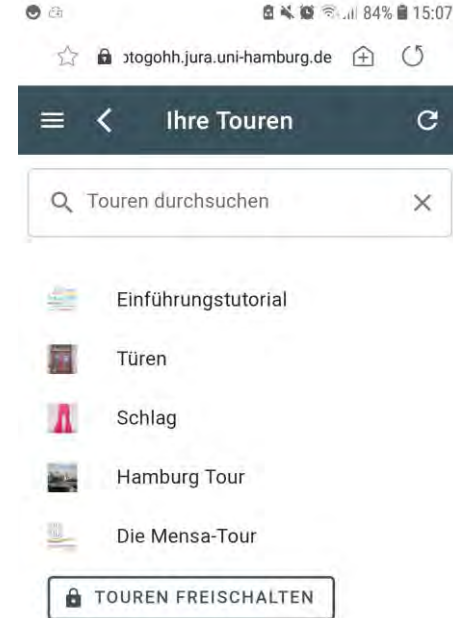 84% 15:07
otogohh.jura.uni-hamburg.de
Ihre Touren
Touren durchsuchen
Einführungstutorial
Türen
Schlag
Hamburg Tour
Die Mensa-Tour
TOUREN FREISCHALTEN